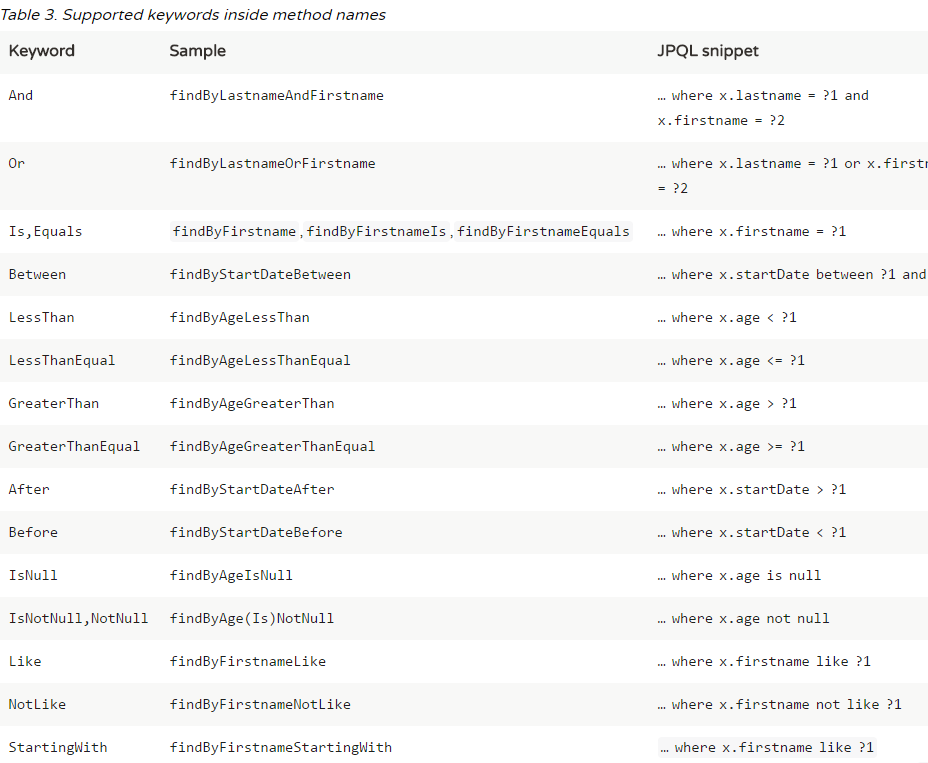 Table 3. Supported keywords inside method names
Keyword Sample JPQL snippet
And findByLastnameAndFirstname … where x.lastname = ?1 and
x.firstname = ?2
Or findByLastnameOrFirstname … where x.lastname = ?1 or x.firstn
= ?2
Is,Equals findByFirstname,findByFirstnameIs,findByFirstnameEquals … where x.firstname = ?1
Between findByStartDateBetween … where x.startDate between ?1 and
LessThan findByAgeLessThan … where x.age < ?1
LessThanEqual findByAgeLessThanEqual … where x.age <= ?1
GreaterThan findByAgeGreaterThan … where x.age > ?1
GreaterThanEqual findByAgeGreaterThanEqual … where x.age >= ?1
After findByStartDateAfter … where x.startDate > ?1
Before findByStartDateBefore … where x.startDate < ?1
IsNull findByAgeIsNull … where x.age is null
IsNotNull,NotNull findByAge(Is)NotNull … where x.age not null
Like findByFirstnameLike … where x.firstname like ?1
NotLike findByFirstnameNotLike … where x.firstname not like ?1
StartingWith findByFirstnameStartingWith … where x.firstname like ?1